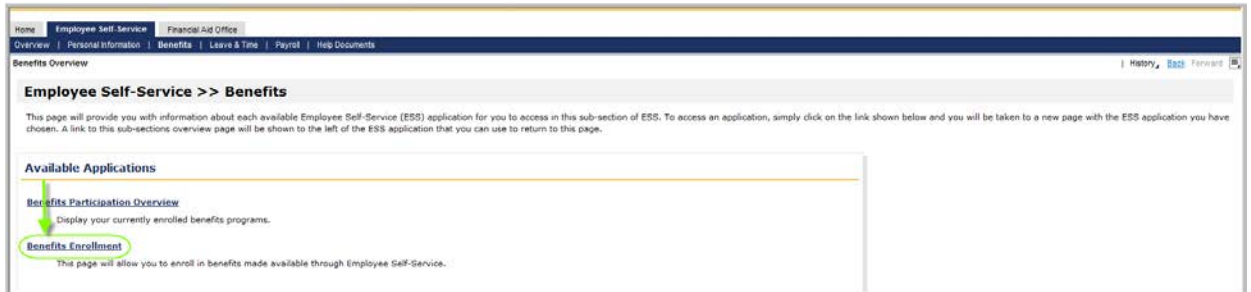 Home Employee Self-Service Financial Aid Office
Overview | Personal Information | Benefits | Leave & Time | Payroll | Help Documents
Benefits Overview | History Back Forward
Employee Self-Service >> Benefits
This page will provide you with information about each available Employee Self-Service (ESS) application for you to access in this sub-section of ESS. To access an application, simply click on the link shown below and you will be taken to a new page with the ESS application you have
chosen. A link to this sub-sections overview page will be shown to the left of the ESS application that you can use to return to this page.
Available Applications
Benefits Participation Overview
Display your currently enrolled benefits programs.
Benefits Enrollment
This page will allow you to enroll in benefits made available through Employee Self-Service.